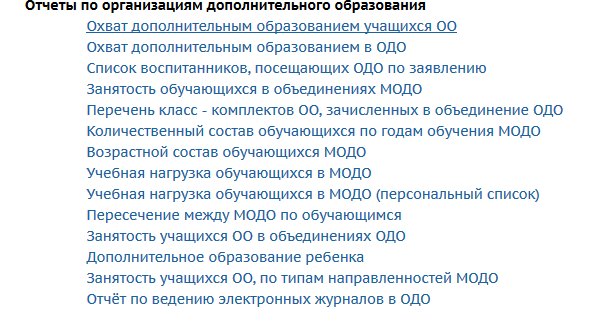 Отчеты по организациям дополнительного образования
Охват дополнительным образованием учащихся ОО
Охват дополнительным образованием в ОДО
Список воспитанников, посещающих ОДО по заявлению
Занятость обучающихся в объединениях МОДО
Перечень класс - комплектов ОО, зачисленных в объединение ОДО
Количественный состав обучающихся по годам обучения МОДО
Возрастной состав обучающихся МОДО
Учебная нагрузка обучающихся в МОДО
Учебная нагрузка обучающихся в МОДО (персональный список)
Пересечение между МОДО по обучающимся
Занятость учащихся ОО в объединениях ОДО
Дополнительное образование ребенка
Занятость учащихся ОО, по типам направленностей МОДО
Отчёт по ведению электронных журналов в ОДО